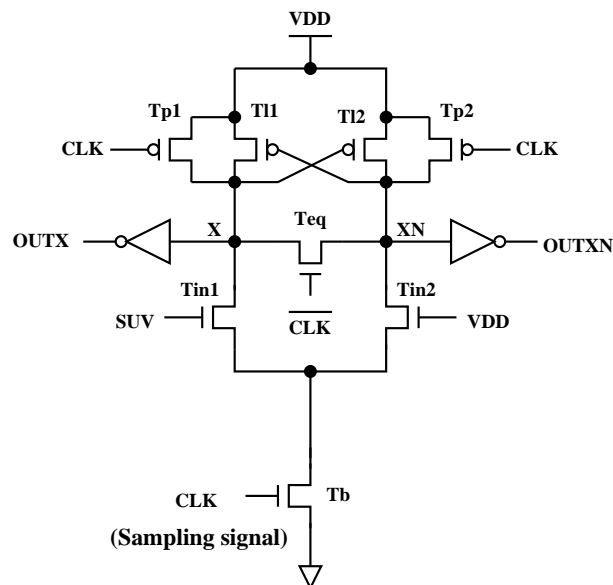 VDD
Tp1 Tl1 Tl2 Tp2
CLK CLK
X Teq XN
OUTX OUTXN
Tin1 Tin2
SUV CLK VDD
CLK Tb
(Sampling signal)